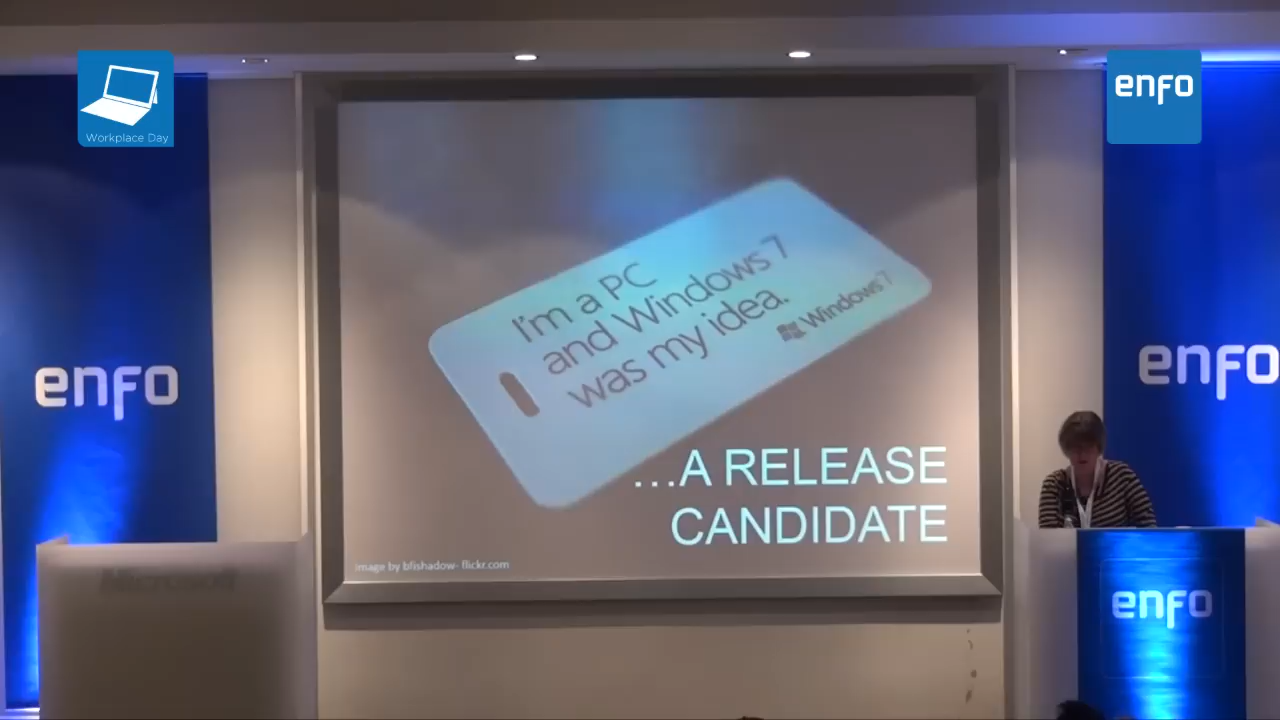 Workplace Day
enfo
I'm a PC
and Windows 7
was my idea.
Windows 7
...A RELEASE
CANDIDATE
image by bfishadow- flickr.com
enfo
enfo
Microsoft
enfo